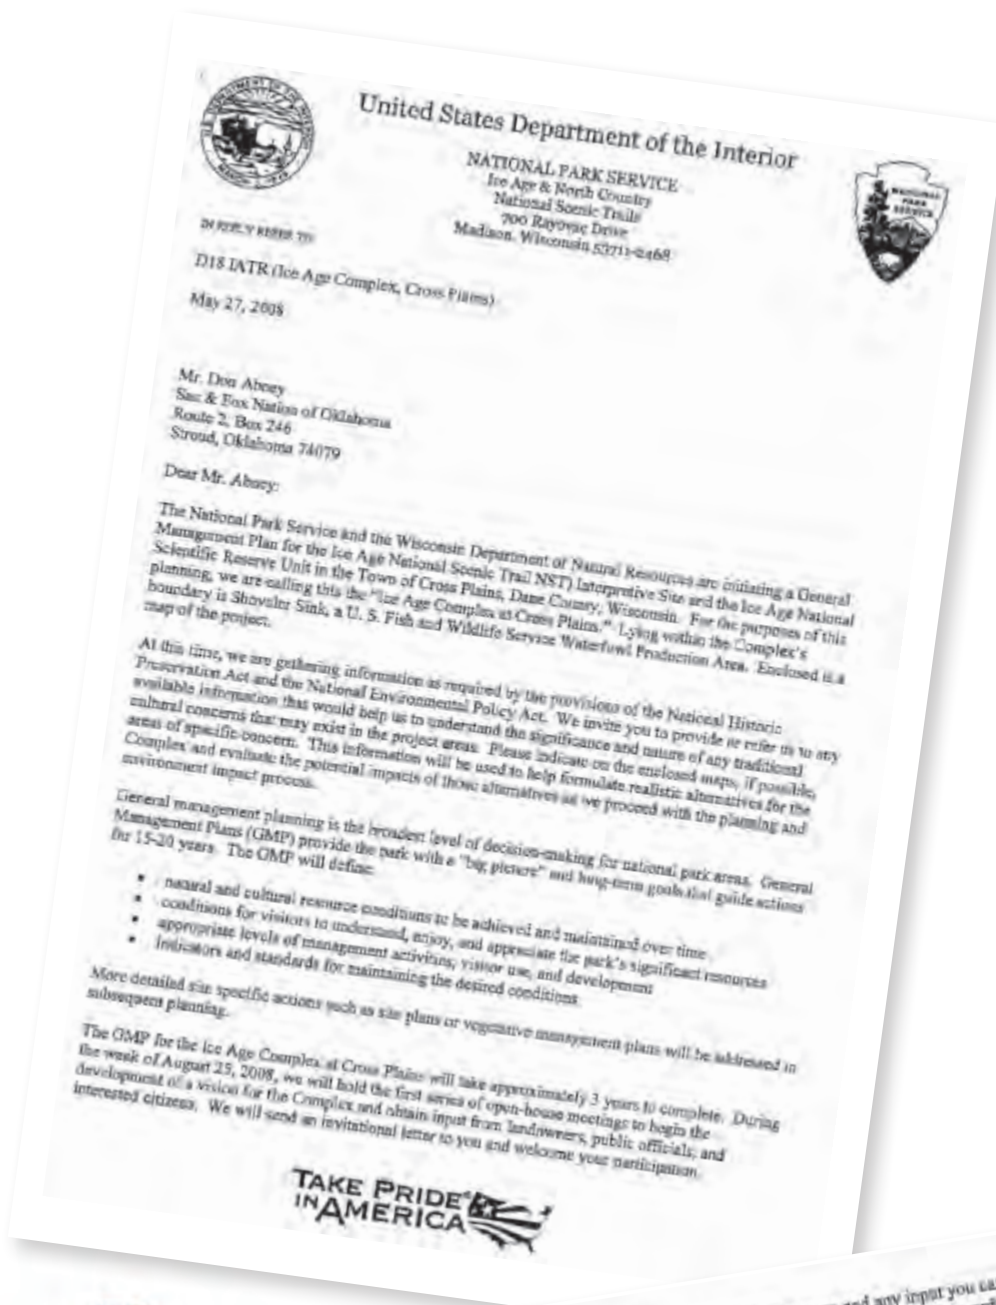 United States Department of the Interior
NATIONAL PARK SERVICE
Ice Age & North Country
National Scenic Trails
700 Rayovac Drive
Madison, Wisconsin 53711-2468
NATIONAL
PARK
SERVICE
IN REPLY REFER TO:
D18 IATR (Ice Age Complex, Cross Plains)
May 27, 2008
Mr. Don Abney
Sac & Fox Nation of Oklahoma
Route 2, Box 246
Stroud, Oklahoma 74079
Dear Mr. Abney:
The National Park Service and the Wisconsin Department of Natural Resources are initiating a General
Management Plan for the Ice Age National Scenic Trail NST) Interpretive Site and the Ice Age National
Scientific Reserve Unit in the Town of Cross Plains, Dane County, Wisconsin. For the purposes of this
planning, we are calling this the "Ice Age Complex at Cross Plains." Lying within the Complex's
boundary is Shoveler Sink, a U. S. Fish and Wildlife Service Waterfowl Production Area. Enclosed is a
map of the project.
At this time, we are gathering information as required by the provisions of the National Historic
Preservation Act and the National Environmental Policy Act. We invite you to provide or refer us to any
available information that would help us to understand the significance and nature of any traditional
cultural concerns that may exist in the project areas. Please indicate on the enclosed maps, if possible,
areas of specific concern. This information will be used to help formulate realistic alternatives for the
Complex and evaluate the potential impacts of those alternatives as we proceed with the planning and
environment impact process.
General management planning is the broadest level of decision-making for national park areas. General
Management Plans (GMP) provide the park with a "big picture" and long-term goals that guide actions
for 15-20 years. The GMP will define:
• natural and cultural resource conditions to be achieved and maintained over time
• conditions for visitors to understand, enjoy, and appreciate the park's significant resources
• appropriate levels of management activities, visitor use, and development
• Indicators and standards for maintaining the desired conditions
More detailed site specific actions such as site plans or vegetative management plans will be addressed in
subsequent planning.
The GMP for the Ice Age Complex at Cross Plains will take approximately 3 years to complete. During
the week of August 25, 2008, we will hold the first series of open-house meetings to begin the
development of a vision for the Complex and obtain input from landowners, public officials, and
interested citizens. We will send an invitational letter to you and welcome your participation.
TAKE PRIDE
IN AMERICA
any input you